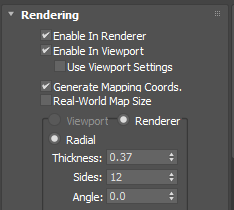 Rendering
Enable In Renderer
Enable In Viewport
Use Viewport Settings
Generate Mapping Coords.
Real-World Map Size
Viewport Renderer
Radial
Thickness: 0.37
Sides: 12
Angle: 0.0